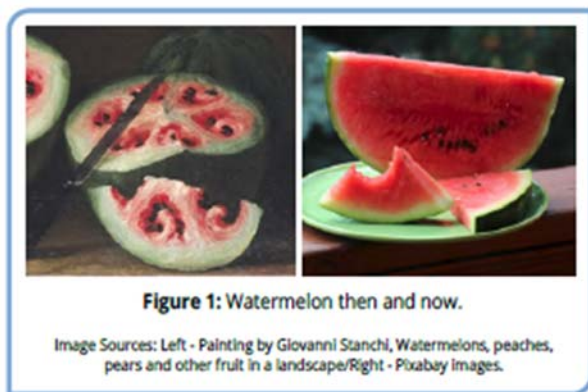 Figure 1: Watermelon then and now.
Image Sources: Left - Painting by Giovanni Stanchi, Watermelons, peaches,
pears and other fruit in a landscape/Right - Pixabay images.